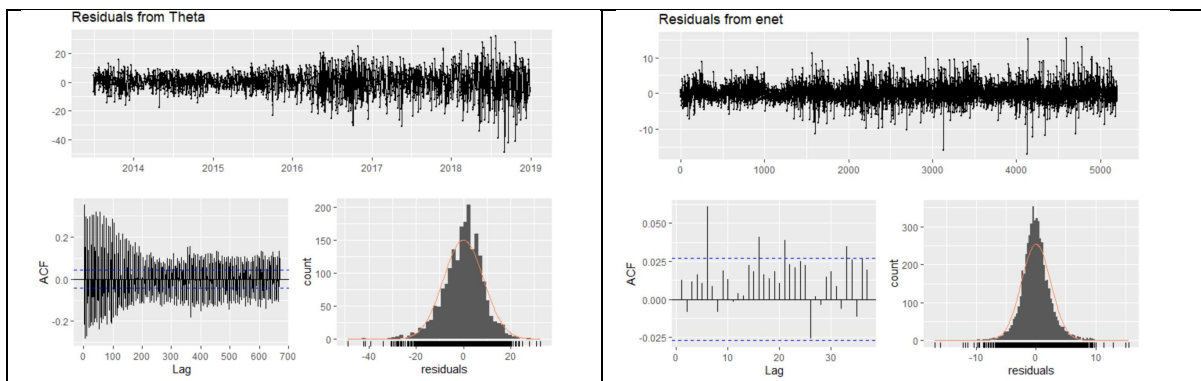 Residuals from Theta
20
0
-20
-40
2014 2015 2016 2017 2018 2019
ACF
0.2
0.0
-0.2
0 100 200 300 400 500 600 700
Lag
count
200
150
100
50
0
-40 -20 0 20
residuals
Residuals from enet
10
0
-10
0 1000 2000 3000 4000 5000
ACF
0.050
0.025
0.000
-0.025
0 10 20 30
Lag
count
300
200
100
0
-10 0 10
residuals